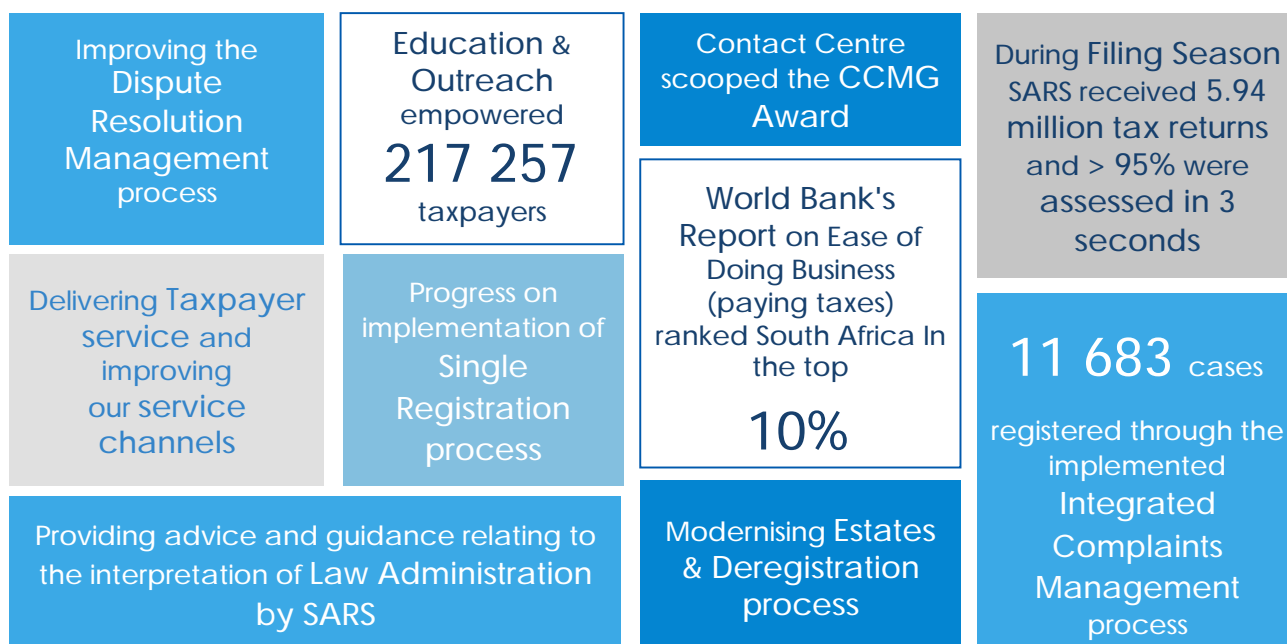 Improving the
Dispute
Resolution
Management
process
Education &
Outreach
empowered
217 257
taxpayers
Contact Centre
scooped the CCMG
Award
During Filing Season
SARS received 5.94
million tax returns
and > 95% were
assessed in 3
seconds
Delivering Taxpayer
service and
improving
our service
channels
Progress on
implementation of
Single
Registration
process
World Bank's
Report on Ease of
Doing Business
(paying taxes)
ranked South Africa In
the top
10%
11 683 cases
registered through the
implemented
Integrated
Complaints
Management
process
Providing advice and guidance relating to
the interpretation of Law Administration
by SARS
Modernising Estates
& Deregistration
process